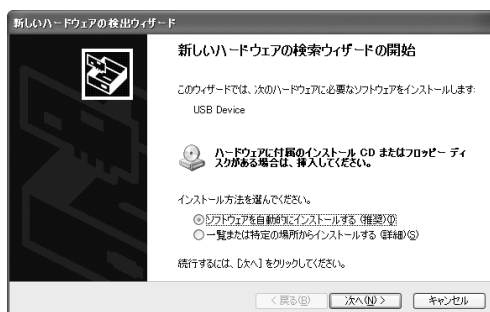 新しいハードウェアの検出ウィザード
新しいハードウェアの検索ウィザードの開始
このウィザードでは、次のハードウェアに必要なソフトウェアをインストールします:
USB Device
ハードウェアに付属のインストール CD またはフロッピー ディ
スクがある場合は、挿入してください。
インストール方法を選んでください。
ソフトウェアを自動的にインストールする (推奨)(I)
一覧または特定の場所からインストールする (詳細)(S)
続行するには、[次へ] をクリックしてください。
< 戻る(B) 次へ(N) > キャンセル